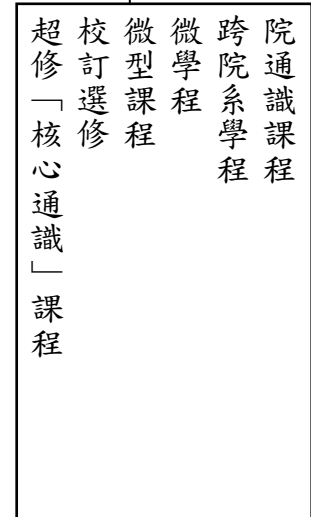 院通識課程
跨院系學程
微學程
微型課程
校訂選修
超修「核心通識」課程